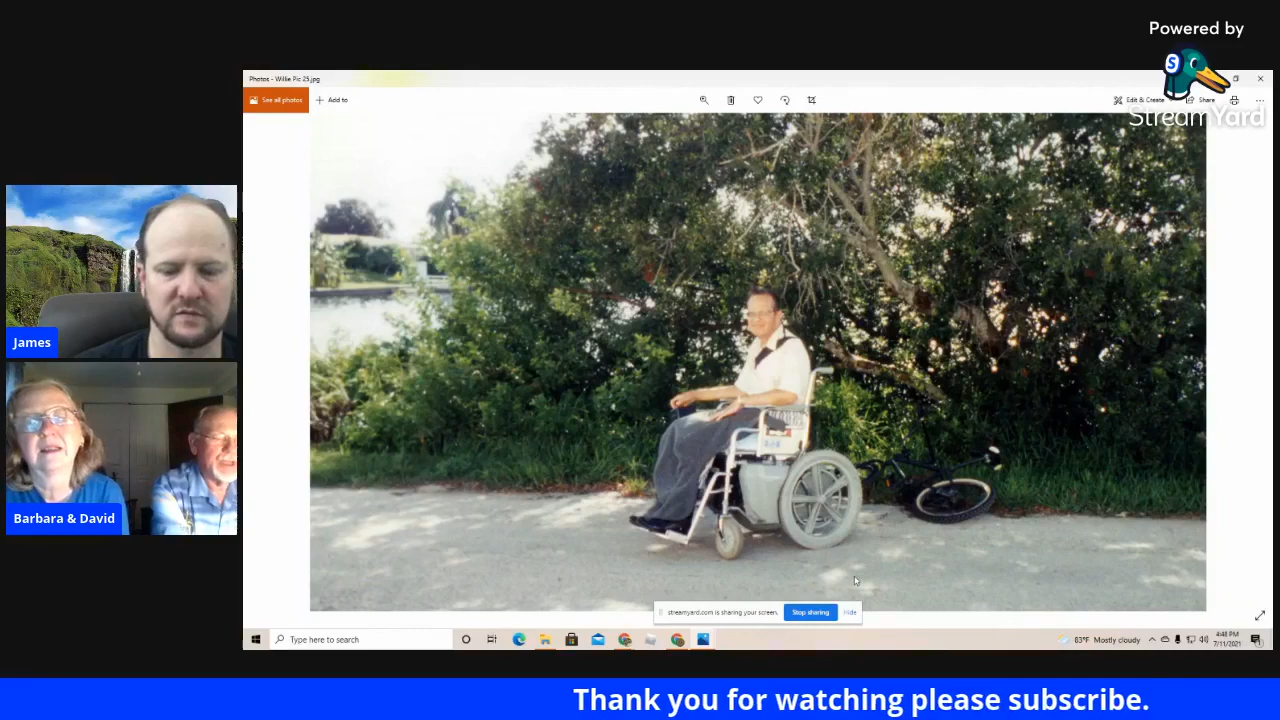 Powered by
StreamYard
Photos - Willie Pic 25.jpg
See all photos
Add to
Edit & Create
Share
James
Barbara & David
streamyard.com is sharing your screen.
Stop sharing
Hide
Type here to search
83°F Mostly cloudy
4:48 PM
7/11/2021
Thank you for watching please subscribe.